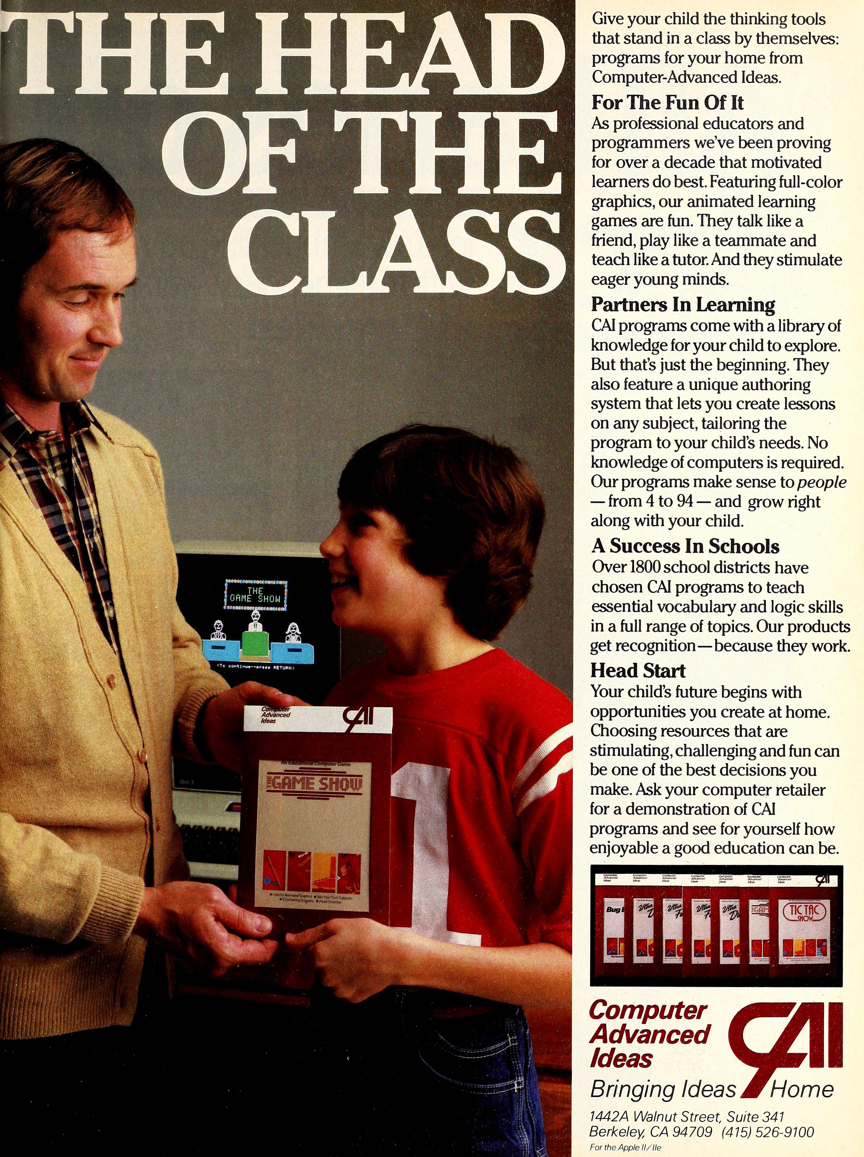 THE HEAD
OF THE
CLASS
THE
GAME SHOW
(To continue-press RETURN)
Computer
Advanced
Ideas
CAI
An Educational Computer Game
THE GAME SHOW
1
Give your child the thinking tools
that stand in a class by themselves:
programs for your home from
Computer-Advanced Ideas.
For The Fun Of It
As professional educators and
programmers we've been proving
for over a decade that motivated
learners do best. Featuring full-color
graphics, our animated learning
games are fun. They talk like a
friend, play like a teammate and
teach like a tutor. And they stimulate
eager young minds.
Partners In Learning
CAI programs come with a library of
knowledge for your child to explore.
But that's just the beginning. They
also feature a unique authoring
system that lets you create lessons
on any subject, tailoring the
program to your child's needs. No
knowledge of computers is required.
Our programs make sense to people
— from 4 to 94 — and grow right
along with your child.
A Success In Schools
Over 1800 school districts have
chosen CAI programs to teach
essential vocabulary and logic skills
in a full range of topics. Our products
get recognition—because they work.
Head Start
Your child's future begins with
opportunities you create at home.
Choosing resources that are
stimulating, challenging and fun can
be one of the best decisions you
make. Ask your computer retailer
for a demonstration of CAI
programs and see for yourself how
enjoyable a good education can be.
CAI
Bug
TIC TAC
SHOW
Computer
Advanced
Ideas
CAI
Bringing Ideas Home
1442A Walnut Street, Suite 341
Berkeley, CA 94709 (415) 526-9100
For the Apple II/IIe